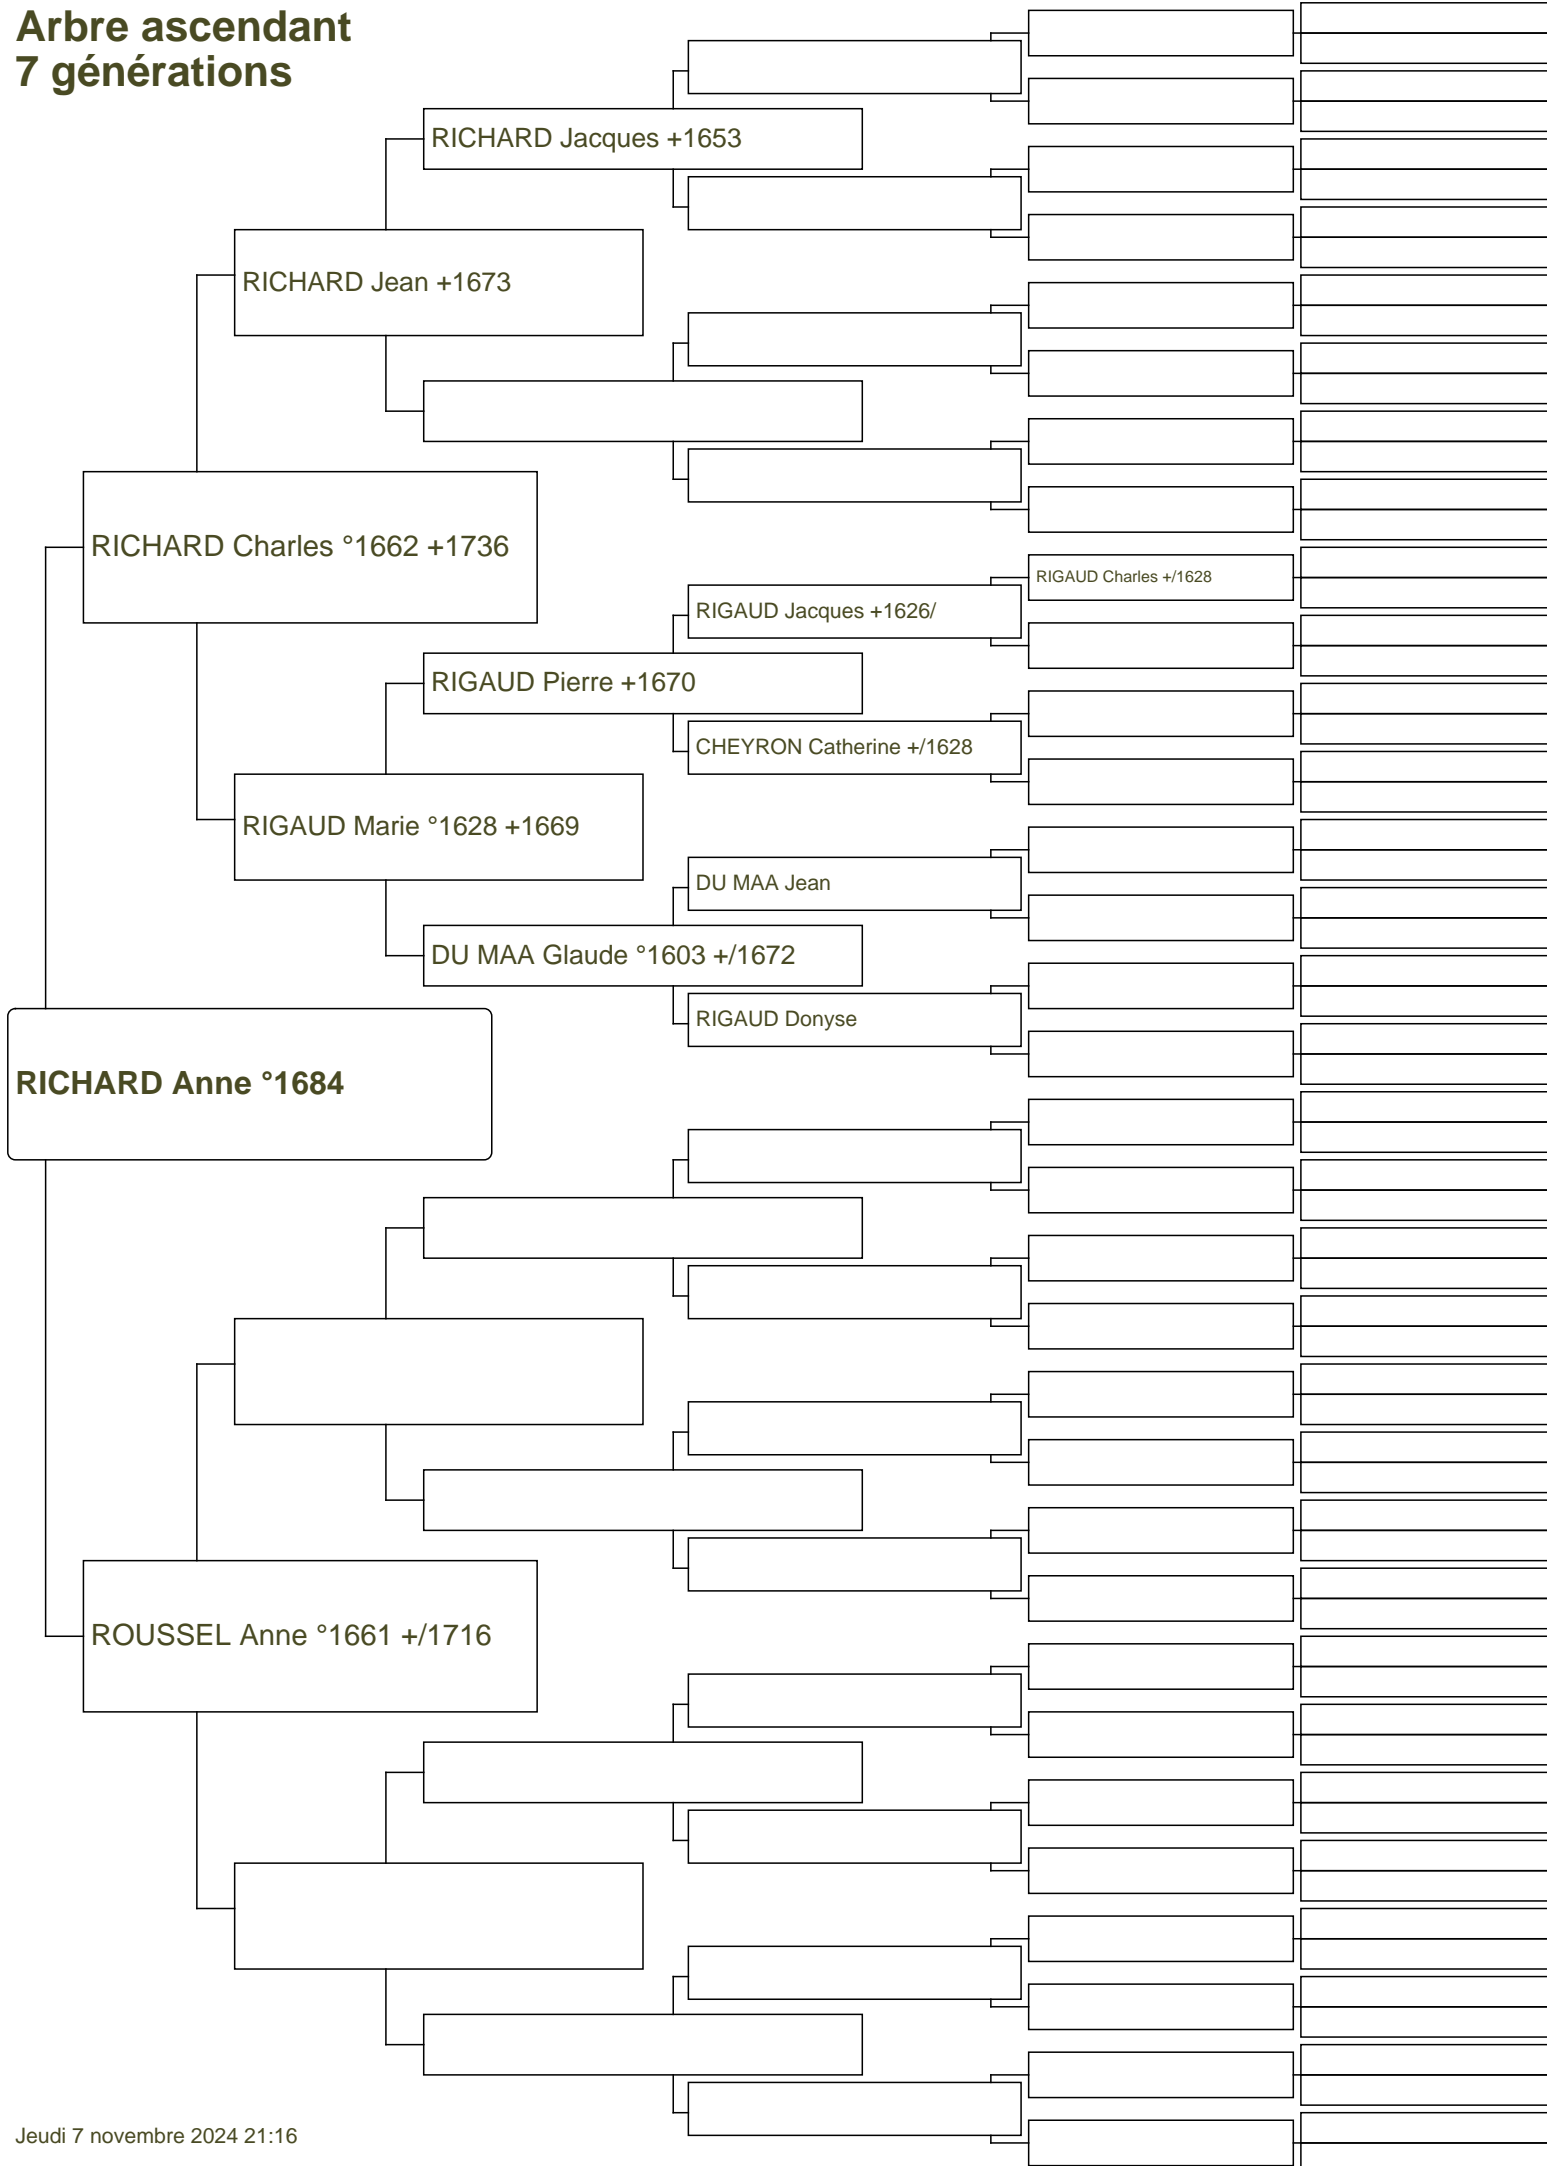 Arbre ascendant
7 générations
RICHARD Jacques +1653
RICHARD Jean +1673
RICHARD Charles °1662 +1736
RIGAUD Charles +/1628
RIGAUD Jacques +1626/
RIGAUD Pierre +1670
CHEYRON Catherine +/1628
RIGAUD Marie °1628 +1669
DU MAA Jean
DU MAA Glaude °1603 +/1672
RIGAUD Donyse
RICHARD Anne °1684
ROUSSEL Anne °1661 +/1716
Jeudi 7 novembre 2024 21:16